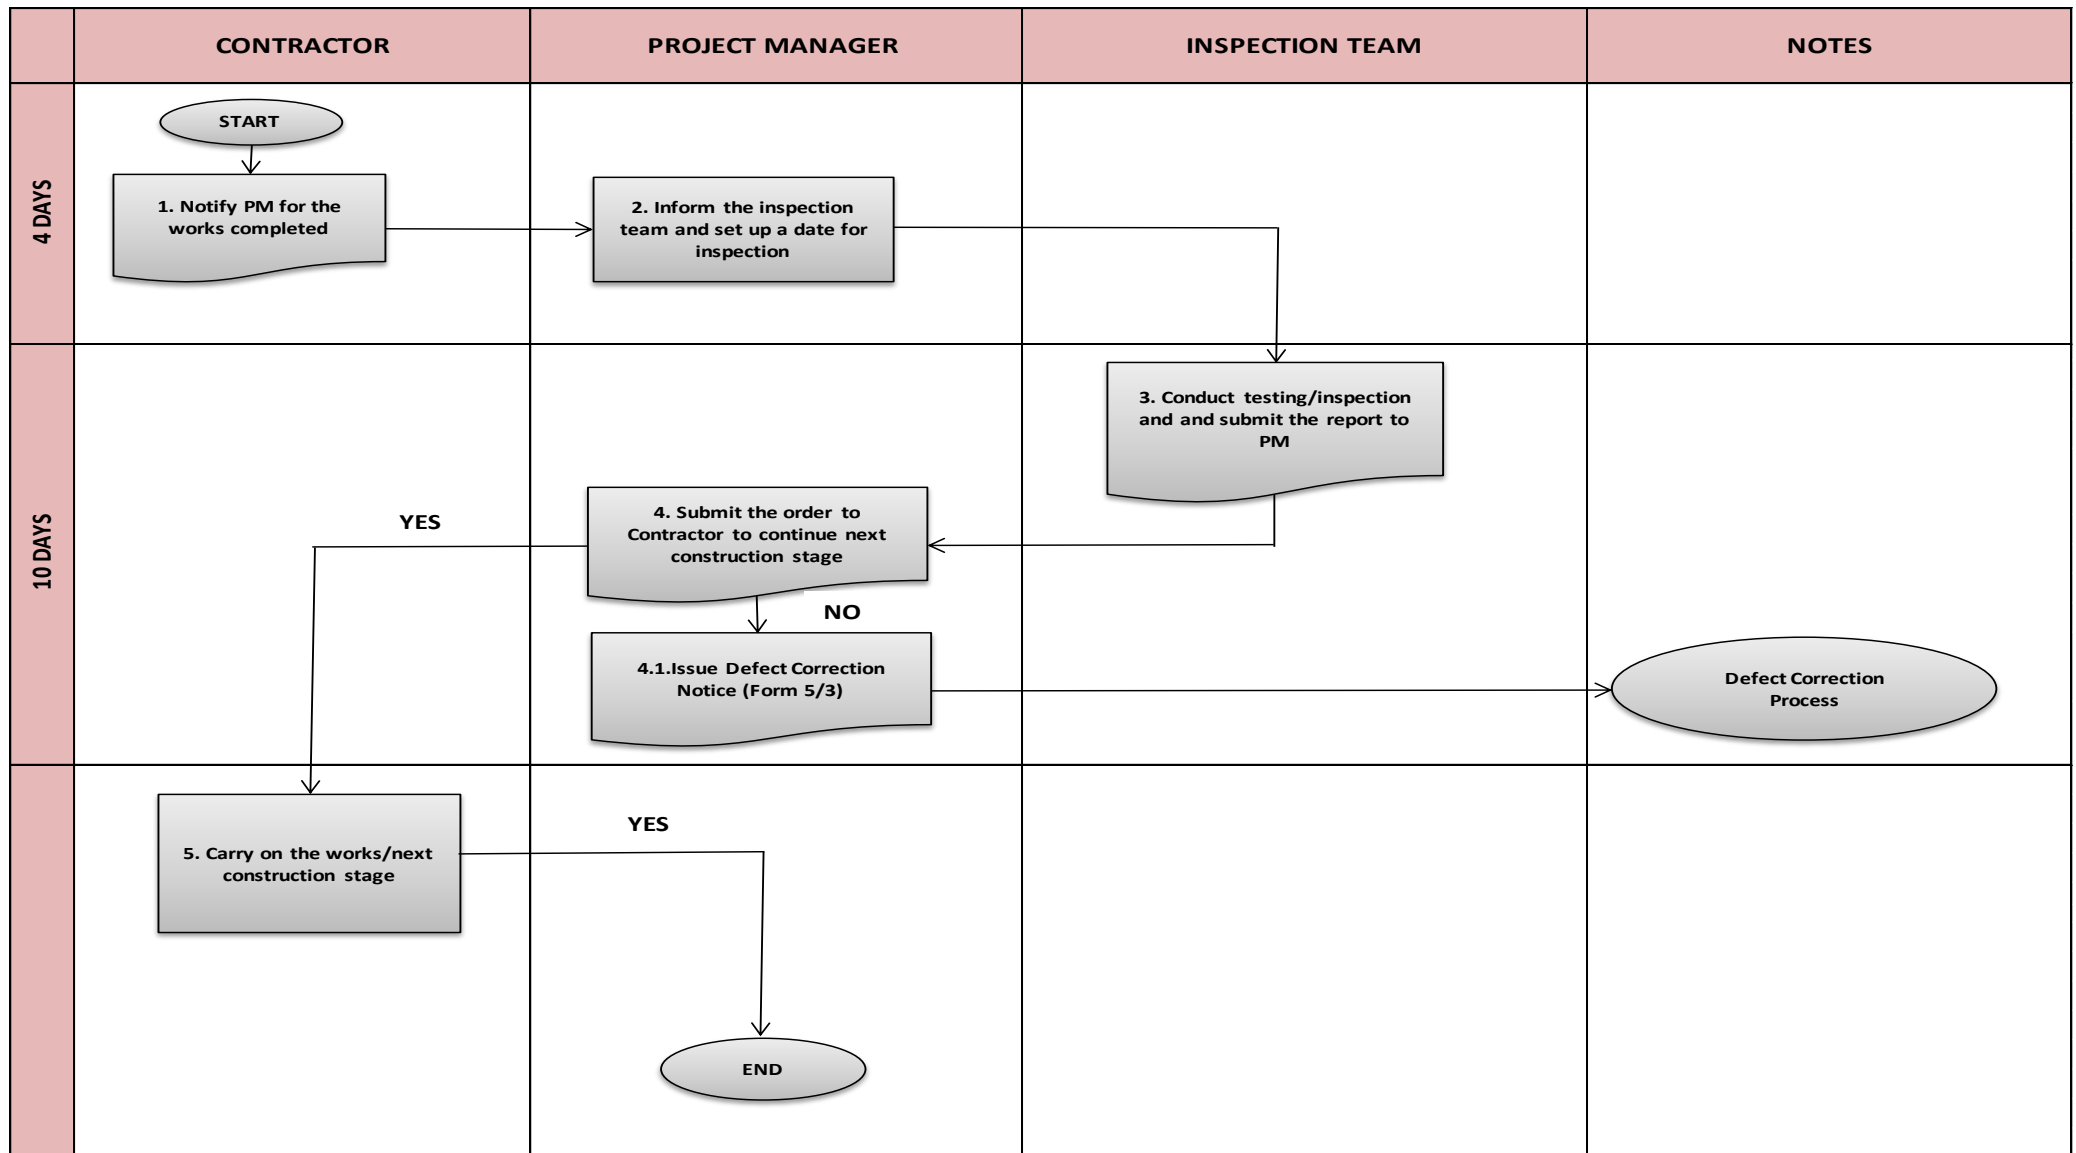 CONTRACTOR
PROJECT MANAGER
INSPECTION TEAM
NOTES
4 DAYS
START
1. Notify PM for the
works completed
2. Inform the inspection
team and set up a date for
inspection
10 DAYS
3. Conduct testing/inspection
and and submit the report to
PM
YES
4. Submit the order to
Contractor to continue next
construction stage
NO
4.1.Issue Defect Correction
Notice (Form 5/3)
Defect Correction
Process
5. Carry on the works/next
construction stage
YES
END